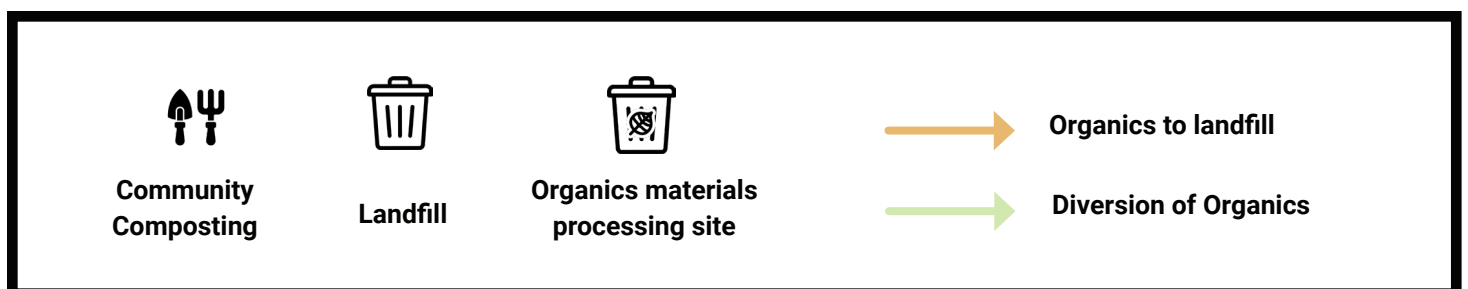 Community
Composting
Landfill
Organics materials
processing site
Organics to landfill
Diversion of Organics